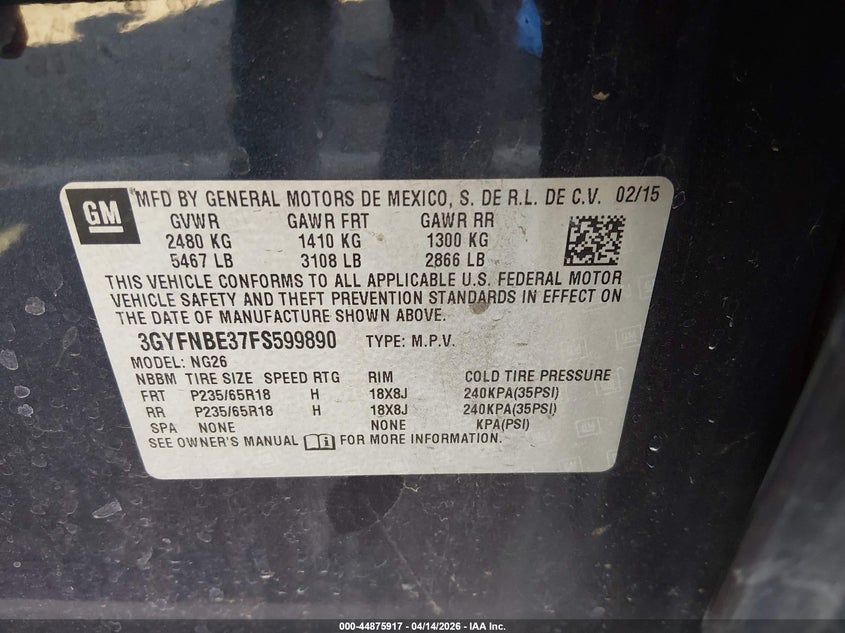 GM
MFD BY GENERAL MOTORS DE MEXICO, S. DE R.L. DE C.V. 02/15
GVWR GAWR FRT GAWR RR
2480 KG 1410 KG 1300 KG
5467 LB 3108 LB 2866 LB
THIS VEHICLE CONFORMS TO ALL APPLICABLE U.S. FEDERAL MOTOR
VEHICLE SAFETY AND THEFT PREVENTION STANDARDS IN EFFECT ON
THE DATE OF MANUFACTURE SHOWN ABOVE.
3GYFNBE37FS599890 TYPE: M.P.V.
MODEL: NG26
NBBM TIRE SIZE SPEED RTG RIM COLD TIRE PRESSURE
FRT P235/65R18 H 18X8J 240KPA(35PSI)
RR P235/65R18 H 18X8J 240KPA(35PSI)
SPA NONE NONE KPA(PSI)
SEE OWNER'S MANUAL FOR MORE INFORMATION.
000-44875917 - 04/14/2026 - IAA Inc.